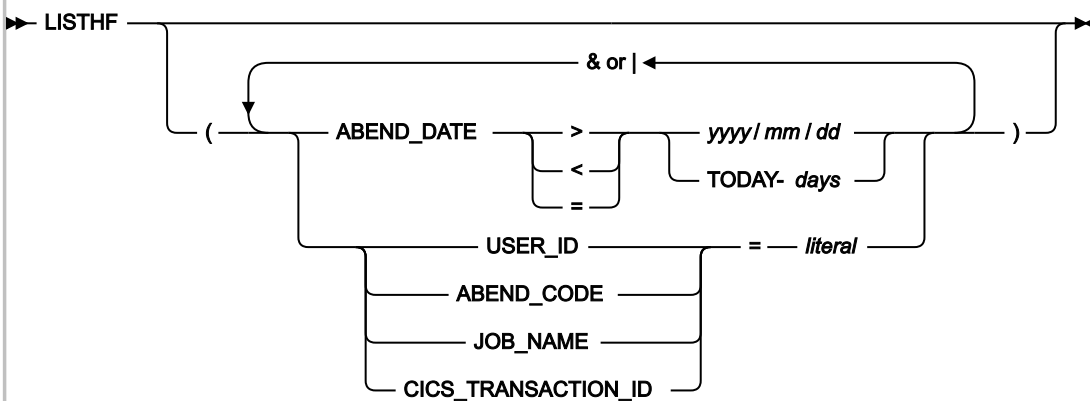 LISTHF
& or |
( ABEND_DATE > yyyy / mm / dd )
< TODAY- days
=
USER_ID = literal
ABEND_CODE
JOB_NAME
CICS_TRANSACTION_ID